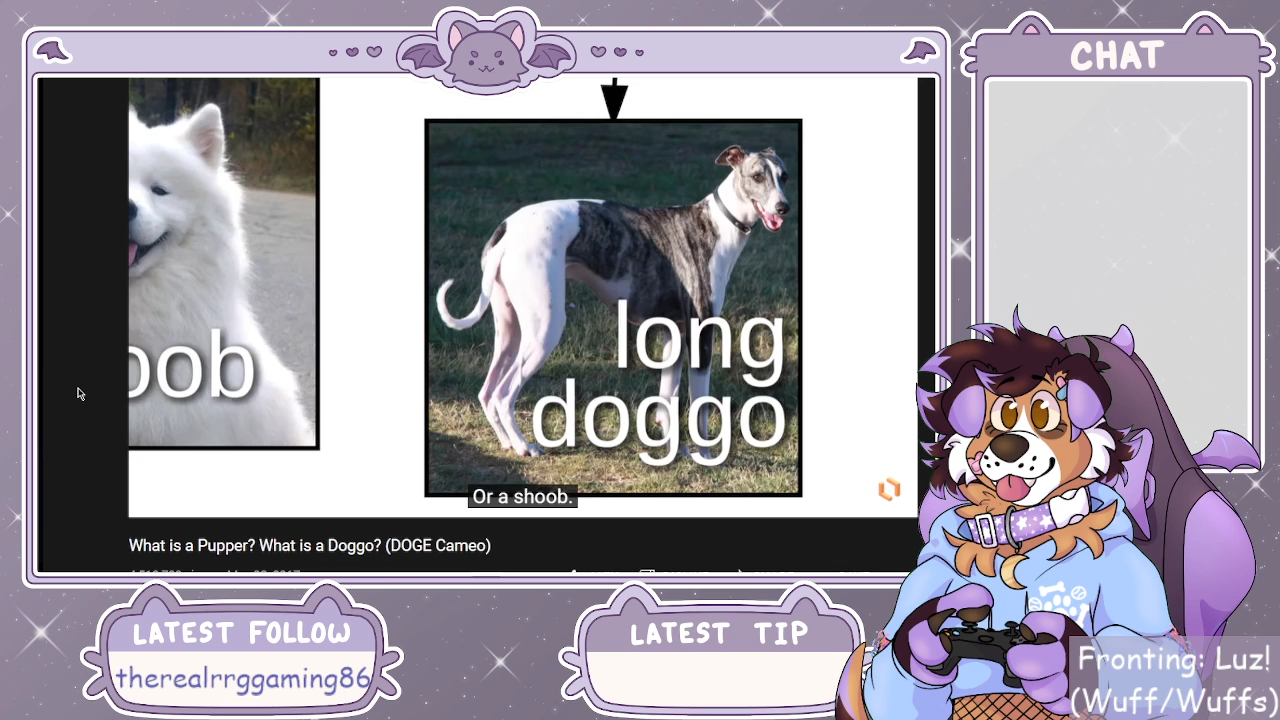 CHAT
oob
long
doggo
Or a shoob.
What is a Pupper? What is a Doggo? (DOGE Cameo)
LATEST FOLLOW
therealrrggaming86
LATEST TIP
Fronting: Luz!
(Wuff/Wuffs)